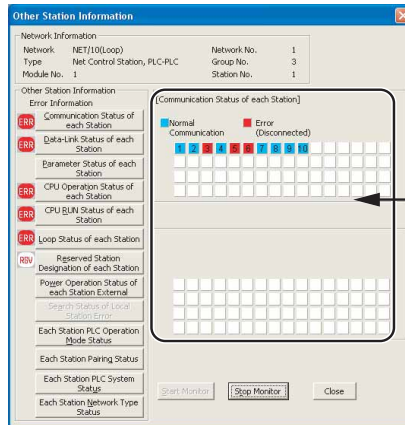 Other Station Information
Network Information
Network NET/10(Loop) Network No. 1
Type Net Control Station, PLC-PLC Group No. 3
Module No. 1 Station No. 1
Other Station Information
Error Information
[Communication Status of each Station]
ERR Communication Status of
each Station
Normal
Communication
Error
(Disconnected)
ERR Data-Link Status of each
Station
1 2 3 4 5 6 7 8 9 10
Parameter Status of each
Station
ERR CPU Operation Status of
each Station
ERR CPU RUN Status of each
Station
ERR Loop Status of each Station
RSV Reserved Station
Designation of each Station
Power Operation Status of
each Station External
Search Status of Local
Station Error
Each Station PLC Operation
Mode Status
Each Station Pairing Status
Each Station PLC System
Status
Each Station Network Type
Status
Start Monitor Stop Monitor Close